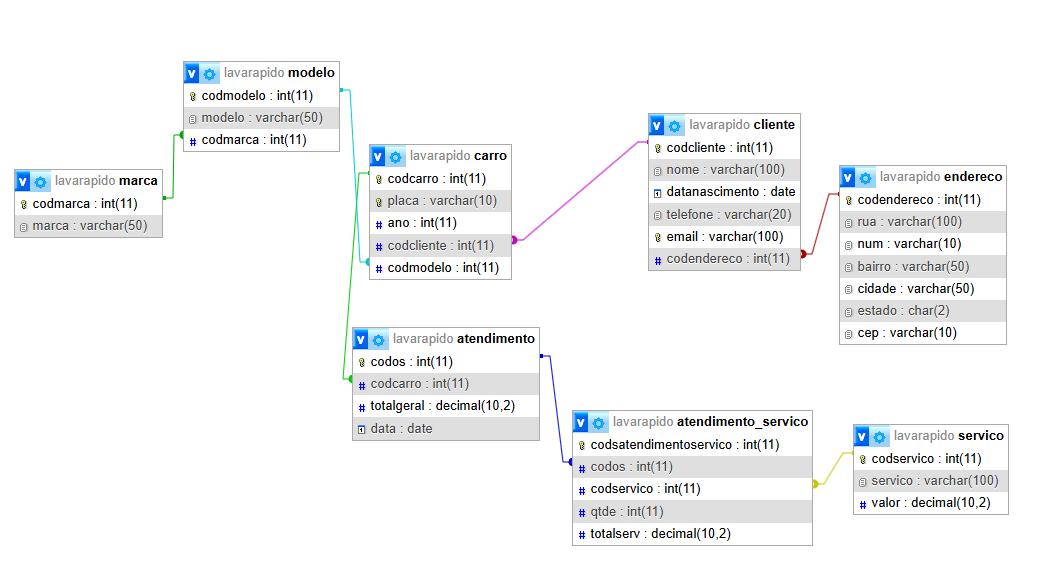 lavarapido modelo
codmodelo : int(11)
modelo : varchar(50)
codmarca : int(11)
lavarapido marca
codmarca : int(11)
marca : varchar(50)
lavarapido carro
codcarro : int(11)
placa : varchar(10)
ano : int(11)
codcliente : int(11)
codmodelo : int(11)
lavarapido cliente
codcliente : int(11)
nome : varchar(100)
datanascimento : date
telefone : varchar(20)
email : varchar(100)
codendereco : int(11)
lavarapido endereco
codendereco : int(11)
rua : varchar(100)
num : varchar(10)
bairro : varchar(50)
cidade : varchar(50)
estado : char(2)
cep : varchar(10)
lavarapido atendimento
codos : int(11)
codcarro : int(11)
totalgeral : decimal(10,2)
data : date
lavarapido atendimento_servico
codsatendimentoservico : int(11)
codos : int(11)
codservico : int(11)
qtde : int(11)
totalserv : decimal(10,2)
lavarapido servico
codservico : int(11)
servico : varchar(100)
valor : decimal(10,2)